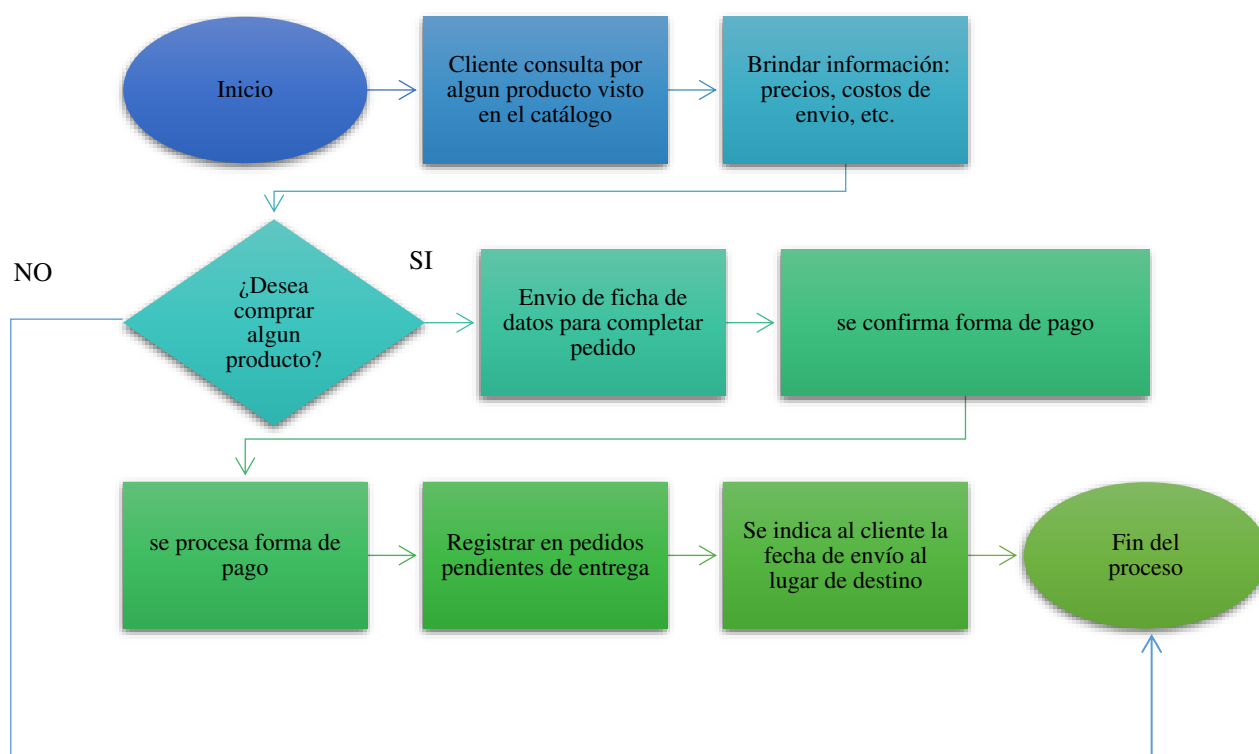 Inicio
Cliente consulta por
algun producto visto
en el catálogo
Brindar información:
precios, costos de
envio, etc.
NO
¿Desea
comprar
algun
producto?
SI
Envio de ficha de
datos para completar
pedido
se confirma forma de pago
se procesa forma de
pago
Registrar en pedidos
pendientes de entrega
Se indica al cliente la
fecha de envío al
lugar de destino
Fin del
proceso